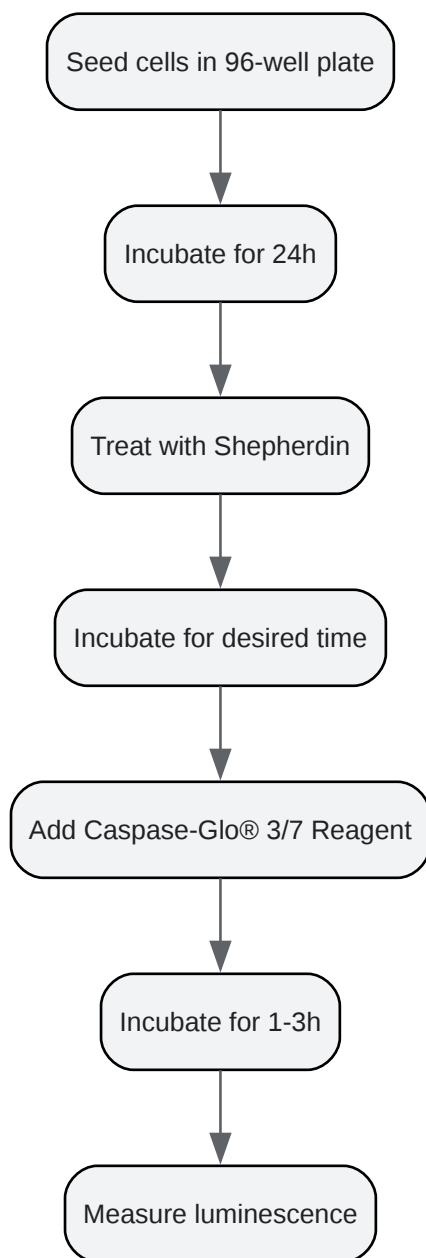 Seed cells in 96-well plate
Incubate for 24h
Treat with Shepherdin
Incubate for desired time
Add Caspase-Glo® 3/7 Reagent
Incubate for 1-3h
Measure luminescence